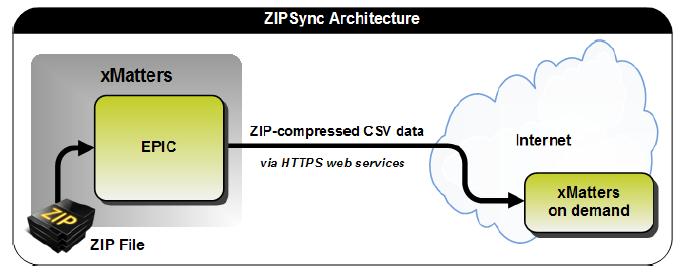 ZIPSync Architecture
xMatters
EPIC
ZIP-compressed CSV data
via HTTPS web services
Internet
xMatters
on demand
ZIP
ZIP File